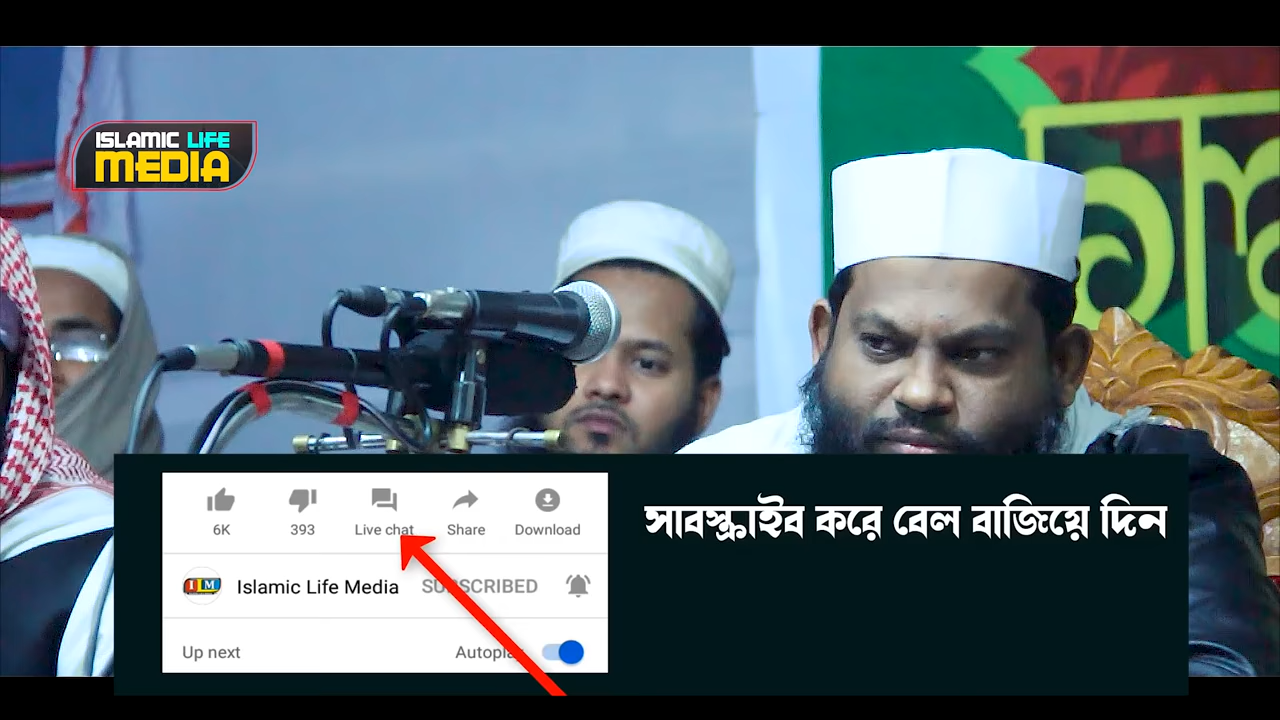 ISLAMIC LIFE
MEDIA
6K
393
Live chat
Share
Download
সাবস্ক্রাইব করে বেল বাজিয়ে দিন
ILM
Islamic Life Media
SUBSCRIBED
Up next
Autoplay